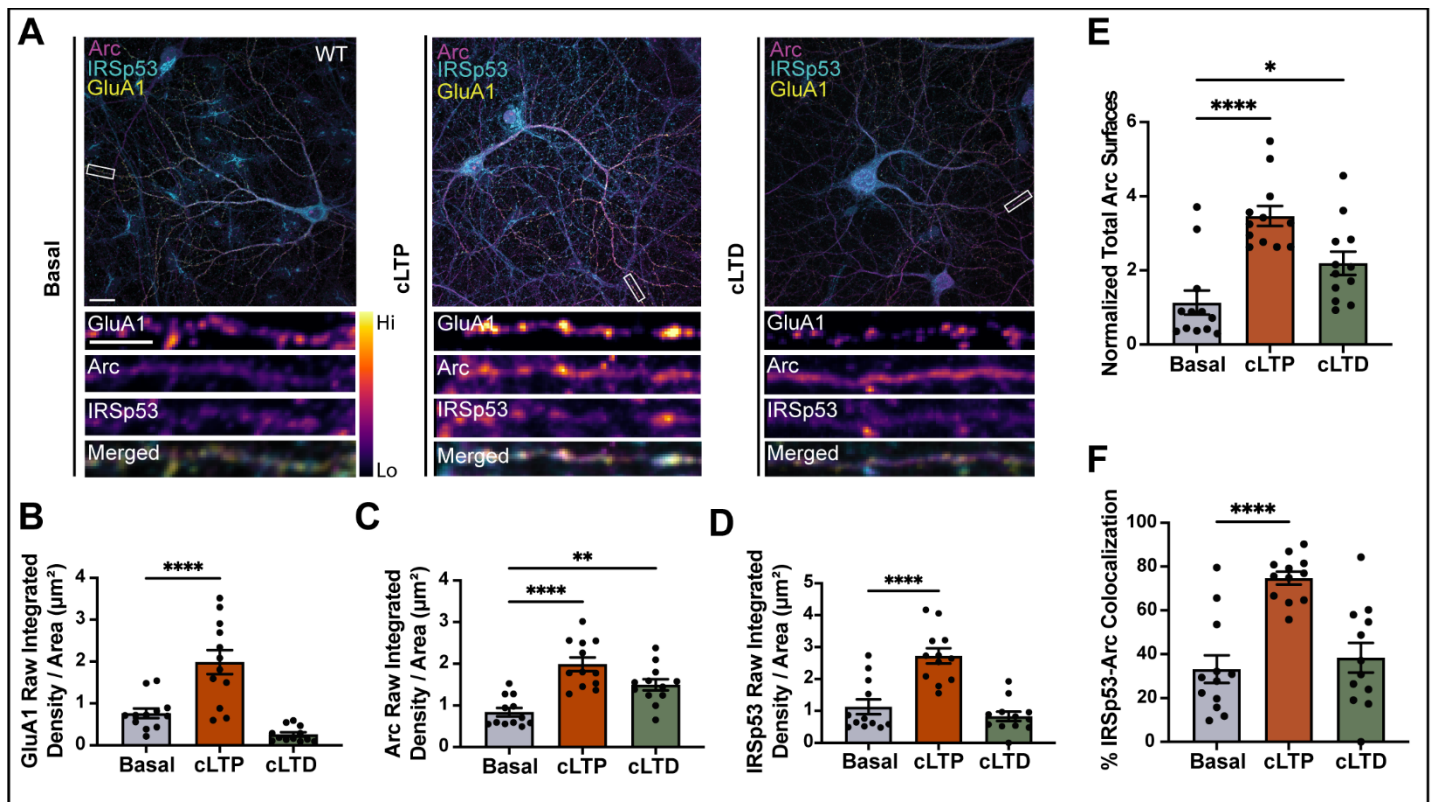 A
Basal
Arc
IRSp53
GluA1
WT
GluA1
Arc
IRSp53
Merged
Hi
Lo
cLTP
Arc
IRSp53
GluA1
GluA1
Arc
IRSp53
Merged
cLTD
Arc
IRSp53
GluA1
GluA1
Arc
IRSp53
Merged
B
GluA1 Raw Integrated
Density / Area (µm²)
4
3
2
1
0
****
Basal cLTP cLTD
C
Arc Raw Integrated
Density / Area (µm²)
4
3
2
1
0
**
****
Basal cLTP cLTD
D
IRSp53 Raw Integrated
Density / Area (µm²)
5
4
3
2
1
0
****
Basal cLTP cLTD
E
Normalized Total Arc Surfaces
6
4
2
0
*
****
Basal cLTP cLTD
F
% IRSp53-Arc Colocalization
100
80
60
40
20
0
****
Basal cLTP cLTD